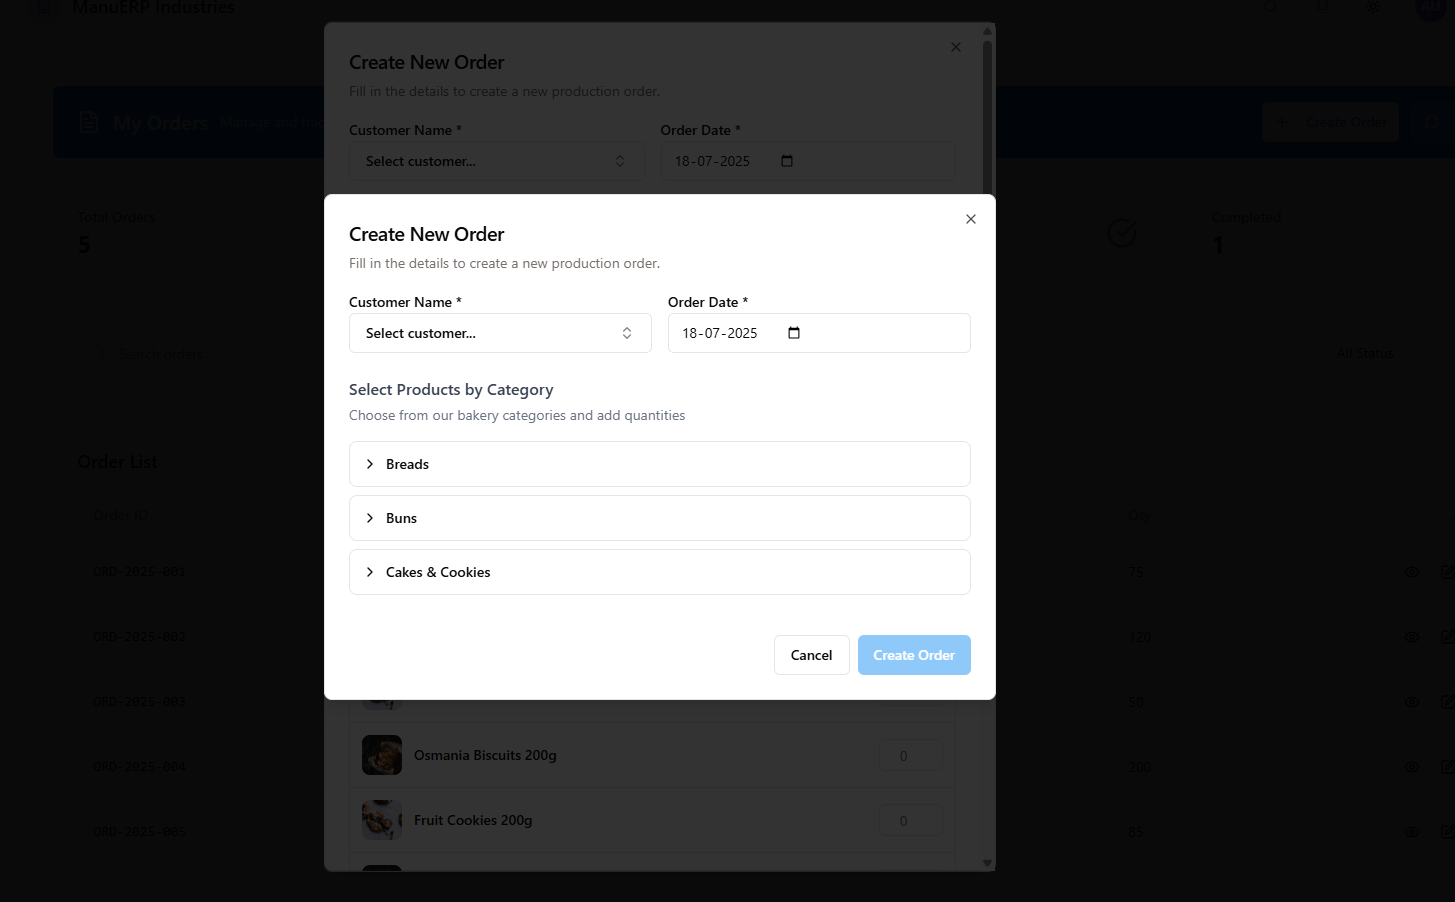 ManuERP Industries
AU
Create New Order
Fill in the details to create a new production order.
My Orders Manage and trac
Create Order
Customer Name * Order Date *
Select customer... 18-07-2025
Total Orders
5
Completed
1
Create New Order
Fill in the details to create a new production order.
Customer Name * Order Date *
Select customer... 18-07-2025
Search orders
All Status
Select Products by Category
Choose from our bakery categories and add quantities
Breads
Buns
Cakes & Cookies
Cancel Create Order
Order List
Order ID Qty
ORD-2025-001 75
ORD-2025-002 120
ORD-2025-003 50
ORD-2025-004 200
ORD-2025-005 85
Osmania Biscuits 200g 0
Fruit Cookies 200g 0